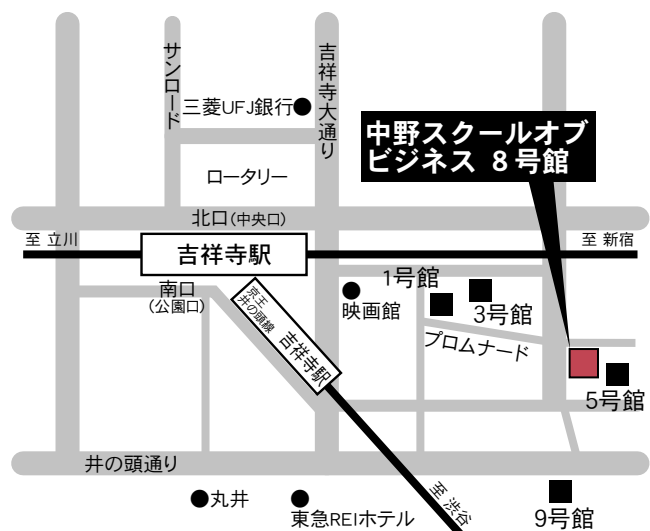 サンロード
吉祥寺大通り
三菱UFJ銀行
中野スクールオブ
ビジネス 8号館
ロータリー
北口(中央口)
至 立川
吉祥寺駅
至 新宿
南口
(公園口)
京王
井の頭線
吉祥寺駅
映画館
1号館
3号館
プロムナード
5号館
井の頭通り
丸井
東急REIホテル
至 渋谷
9号館